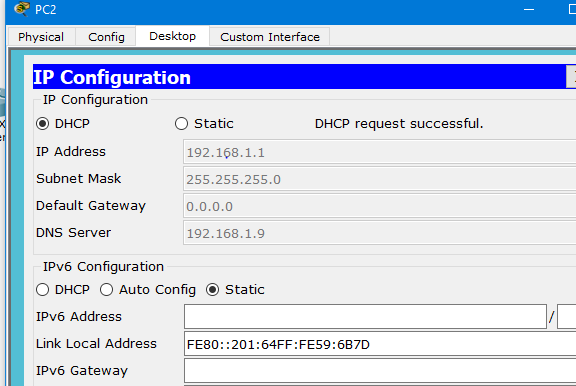 PC2
Physical Config Desktop Custom Interface
IP Configuration
IP Configuration
DHCP Static DHCP request successful.
IP Address 192.168.1.1
Subnet Mask 255.255.255.0
Default Gateway 0.0.0.0
DNS Server 192.168.1.9
IPv6 Configuration
DHCP Auto Config Static
IPv6 Address /
Link Local Address FE80::201:64FF:FE59:6B7D
IPv6 Gateway